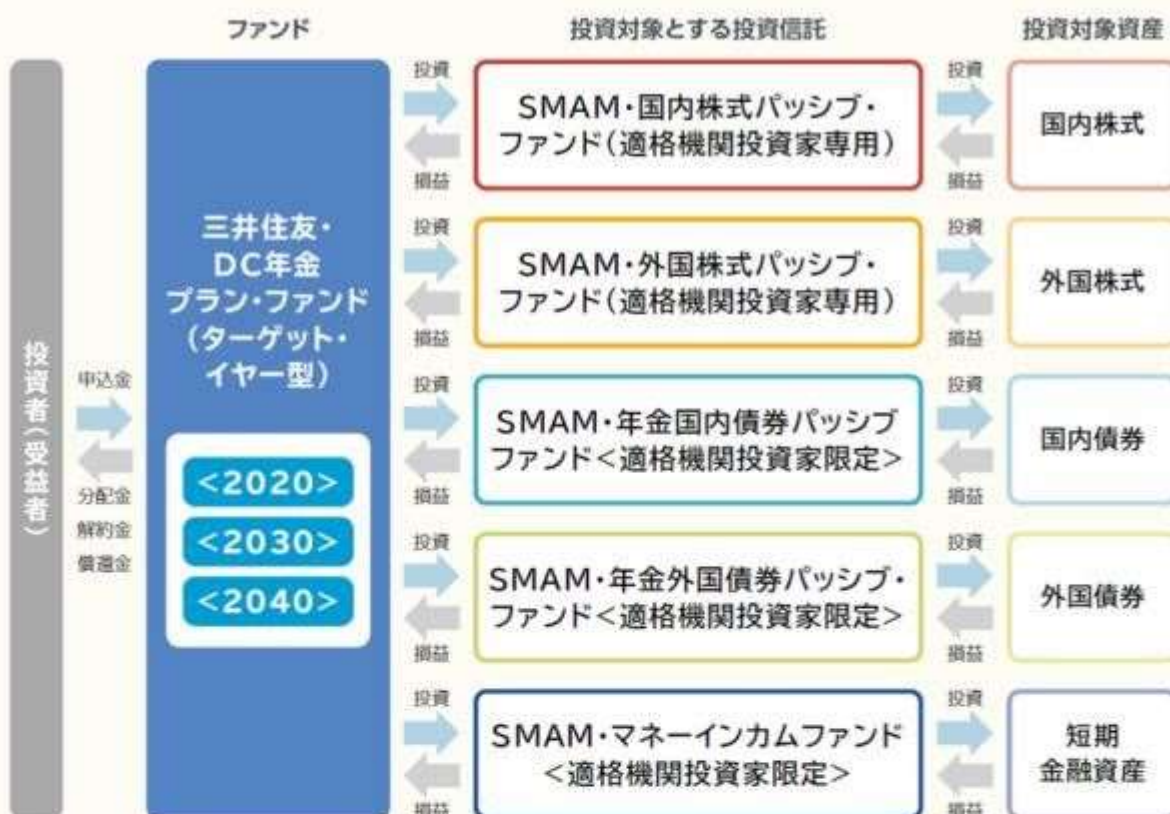 ファンド
投資対象とする投資信託
投資対象資産
投資者(受益者)
申込金
分配金
解約金
償還金
三井住友・
DC年金
プラン・ファンド
(ターゲット・
イヤー型)
<2020>
<2030>
<2040>
投資
損益
SMAM・国内株式パッシブ・
ファンド(適格機関投資家専用)
投資
損益
国内株式
投資
損益
SMAM・外国株式パッシブ・
ファンド(適格機関投資家専用)
投資
損益
外国株式
投資
損益
SMAM・年金国内債券パッシブ
ファンド<適格機関投資家限定>
投資
損益
国内債券
投資
損益
SMAM・年金外国債券パッシブ・
ファンド<適格機関投資家限定>
投資
損益
外国債券
投資
損益
SMAM・マネーインカムファンド
<適格機関投資家限定>
投資
損益
短期
金融資産